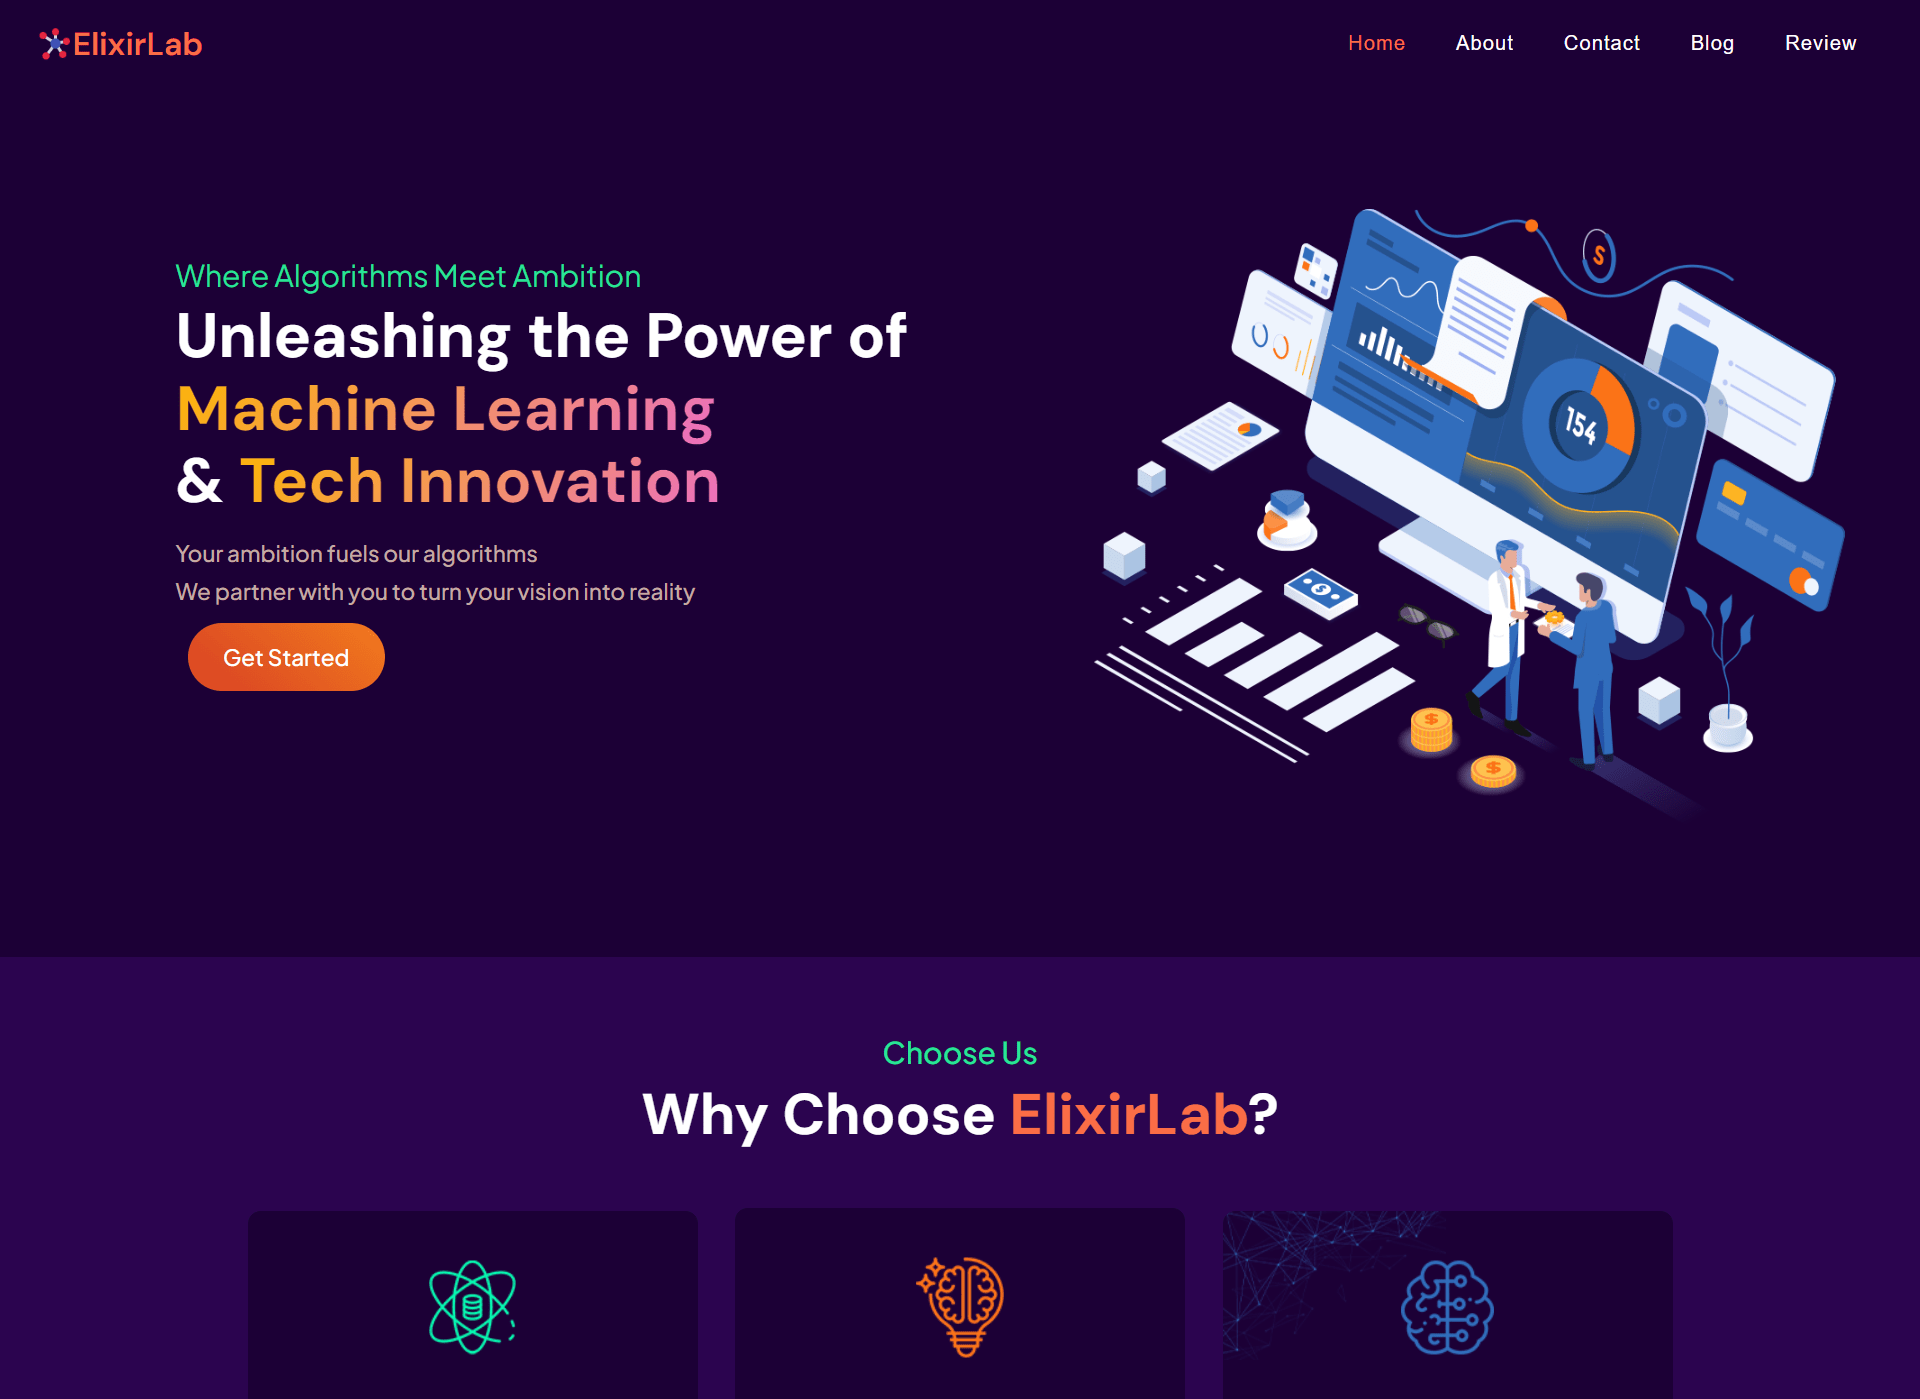 ElixirLab
Home About Contact Blog Review
Where Algorithms Meet Ambition
Unleashing the Power of
Machine Learning
& Tech Innovation
Your ambition fuels our algorithms
We partner with you to turn your vision into reality
Get Started
$
154
$
$
$
Choose Us
Why Choose ElixirLab?